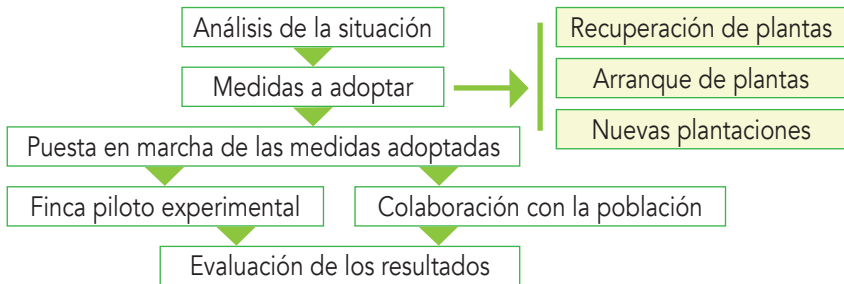 Análisis de la situación
Medidas a adoptar
Recuperación de plantas
Arranque de plantas
Nuevas plantaciones
Puesta en marcha de las medidas adoptadas
Finca piloto experimental
Colaboración con la población
Evaluación de los resultados